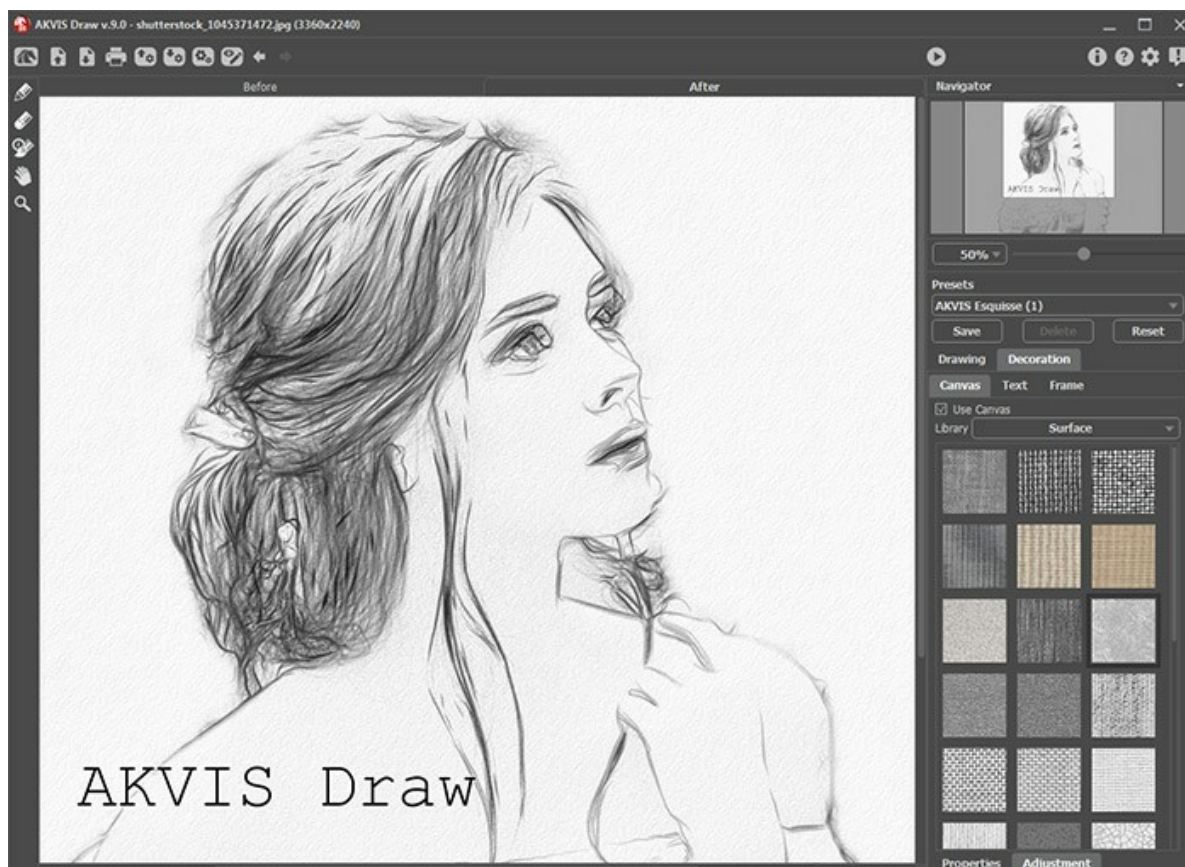 AKVIS Draw v.9.0 - shutterstock_1045371472.jpg (3360x2240)
Before
After
Navigator
AKVIS Draw
50%
Presets
AKVIS Esquisse (1)
Save
Delete
Reset
Drawing
Decoration
Canvas
Text
Frame
Use Canvas
Library
Surface
AKVIS Draw
Properties
Adjustment